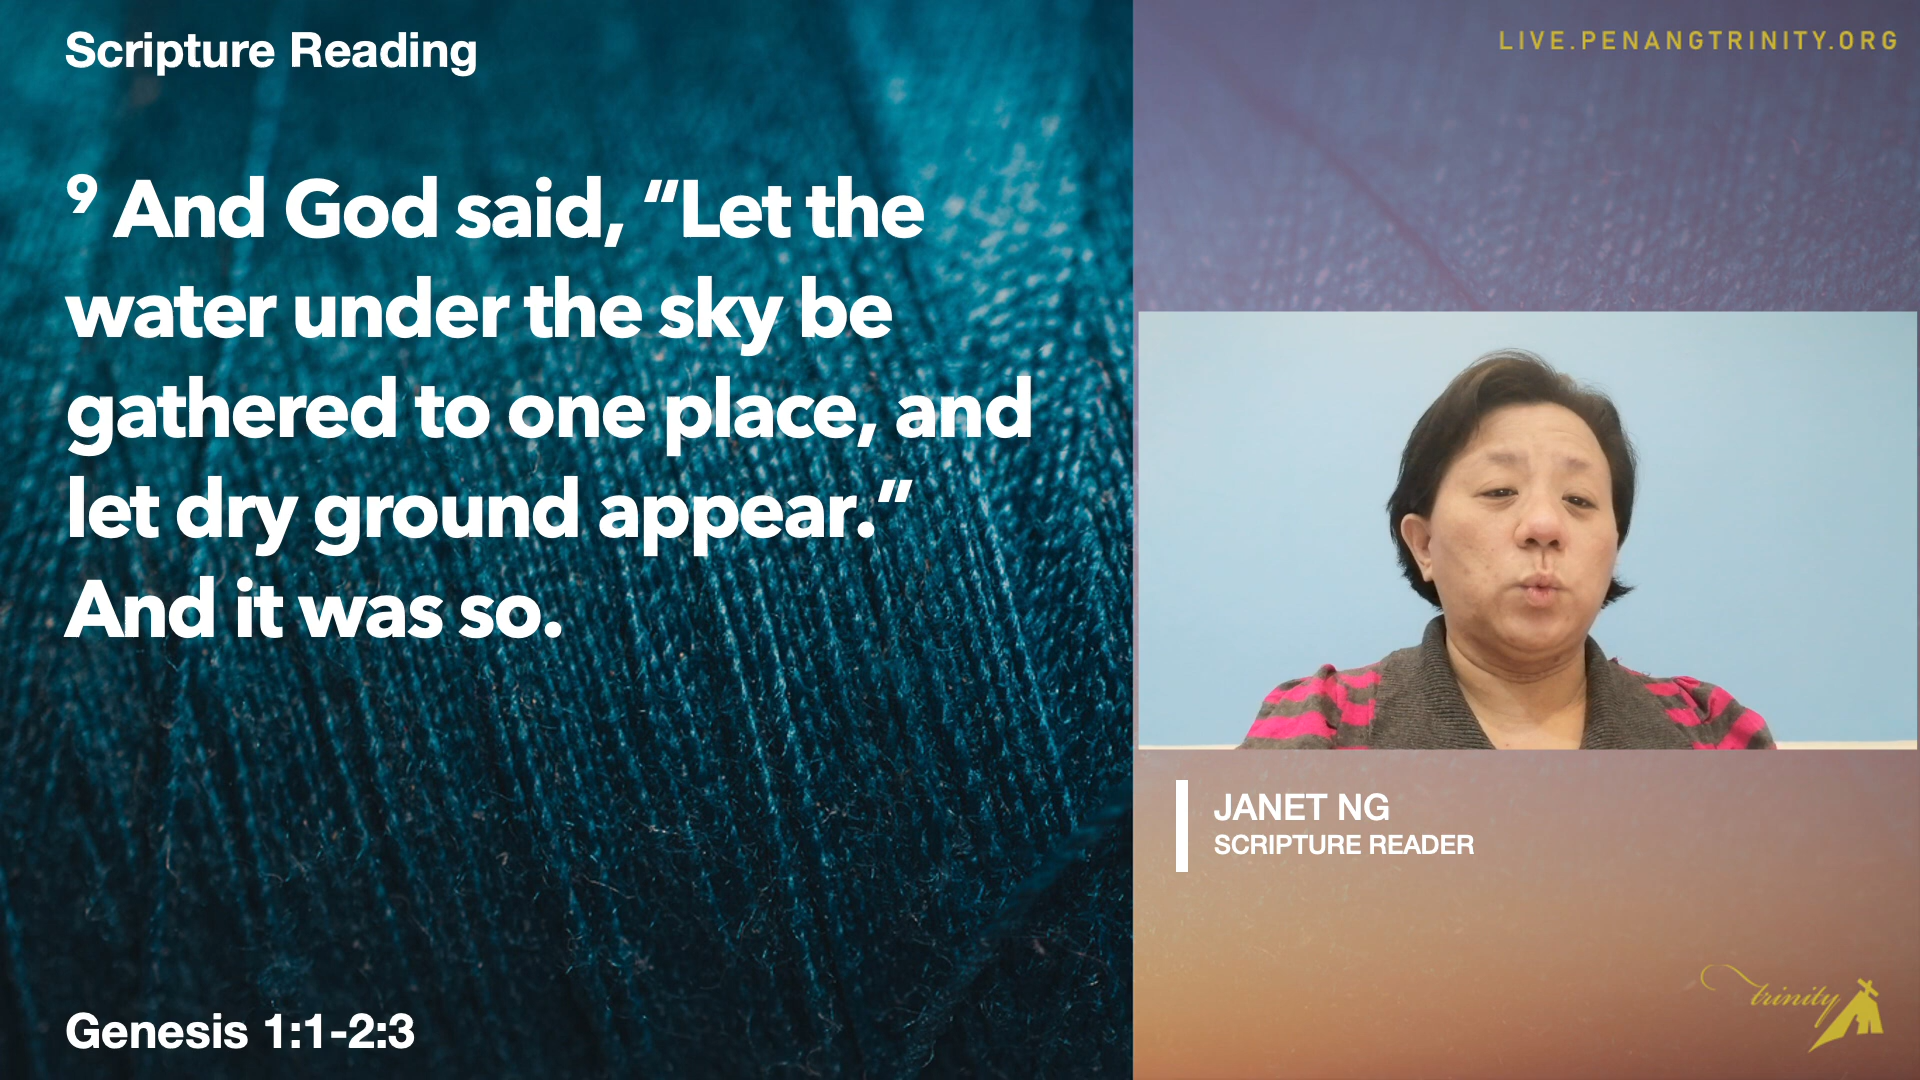 Scripture Reading
LIVE.PENANGTRINITY.ORG
9 And God said, “Let the
water under the sky be
gathered to one place, and
let dry ground appear.”
And it was so.
JANET NG
SCRIPTURE READER
trinity
Genesis 1:1-2:3